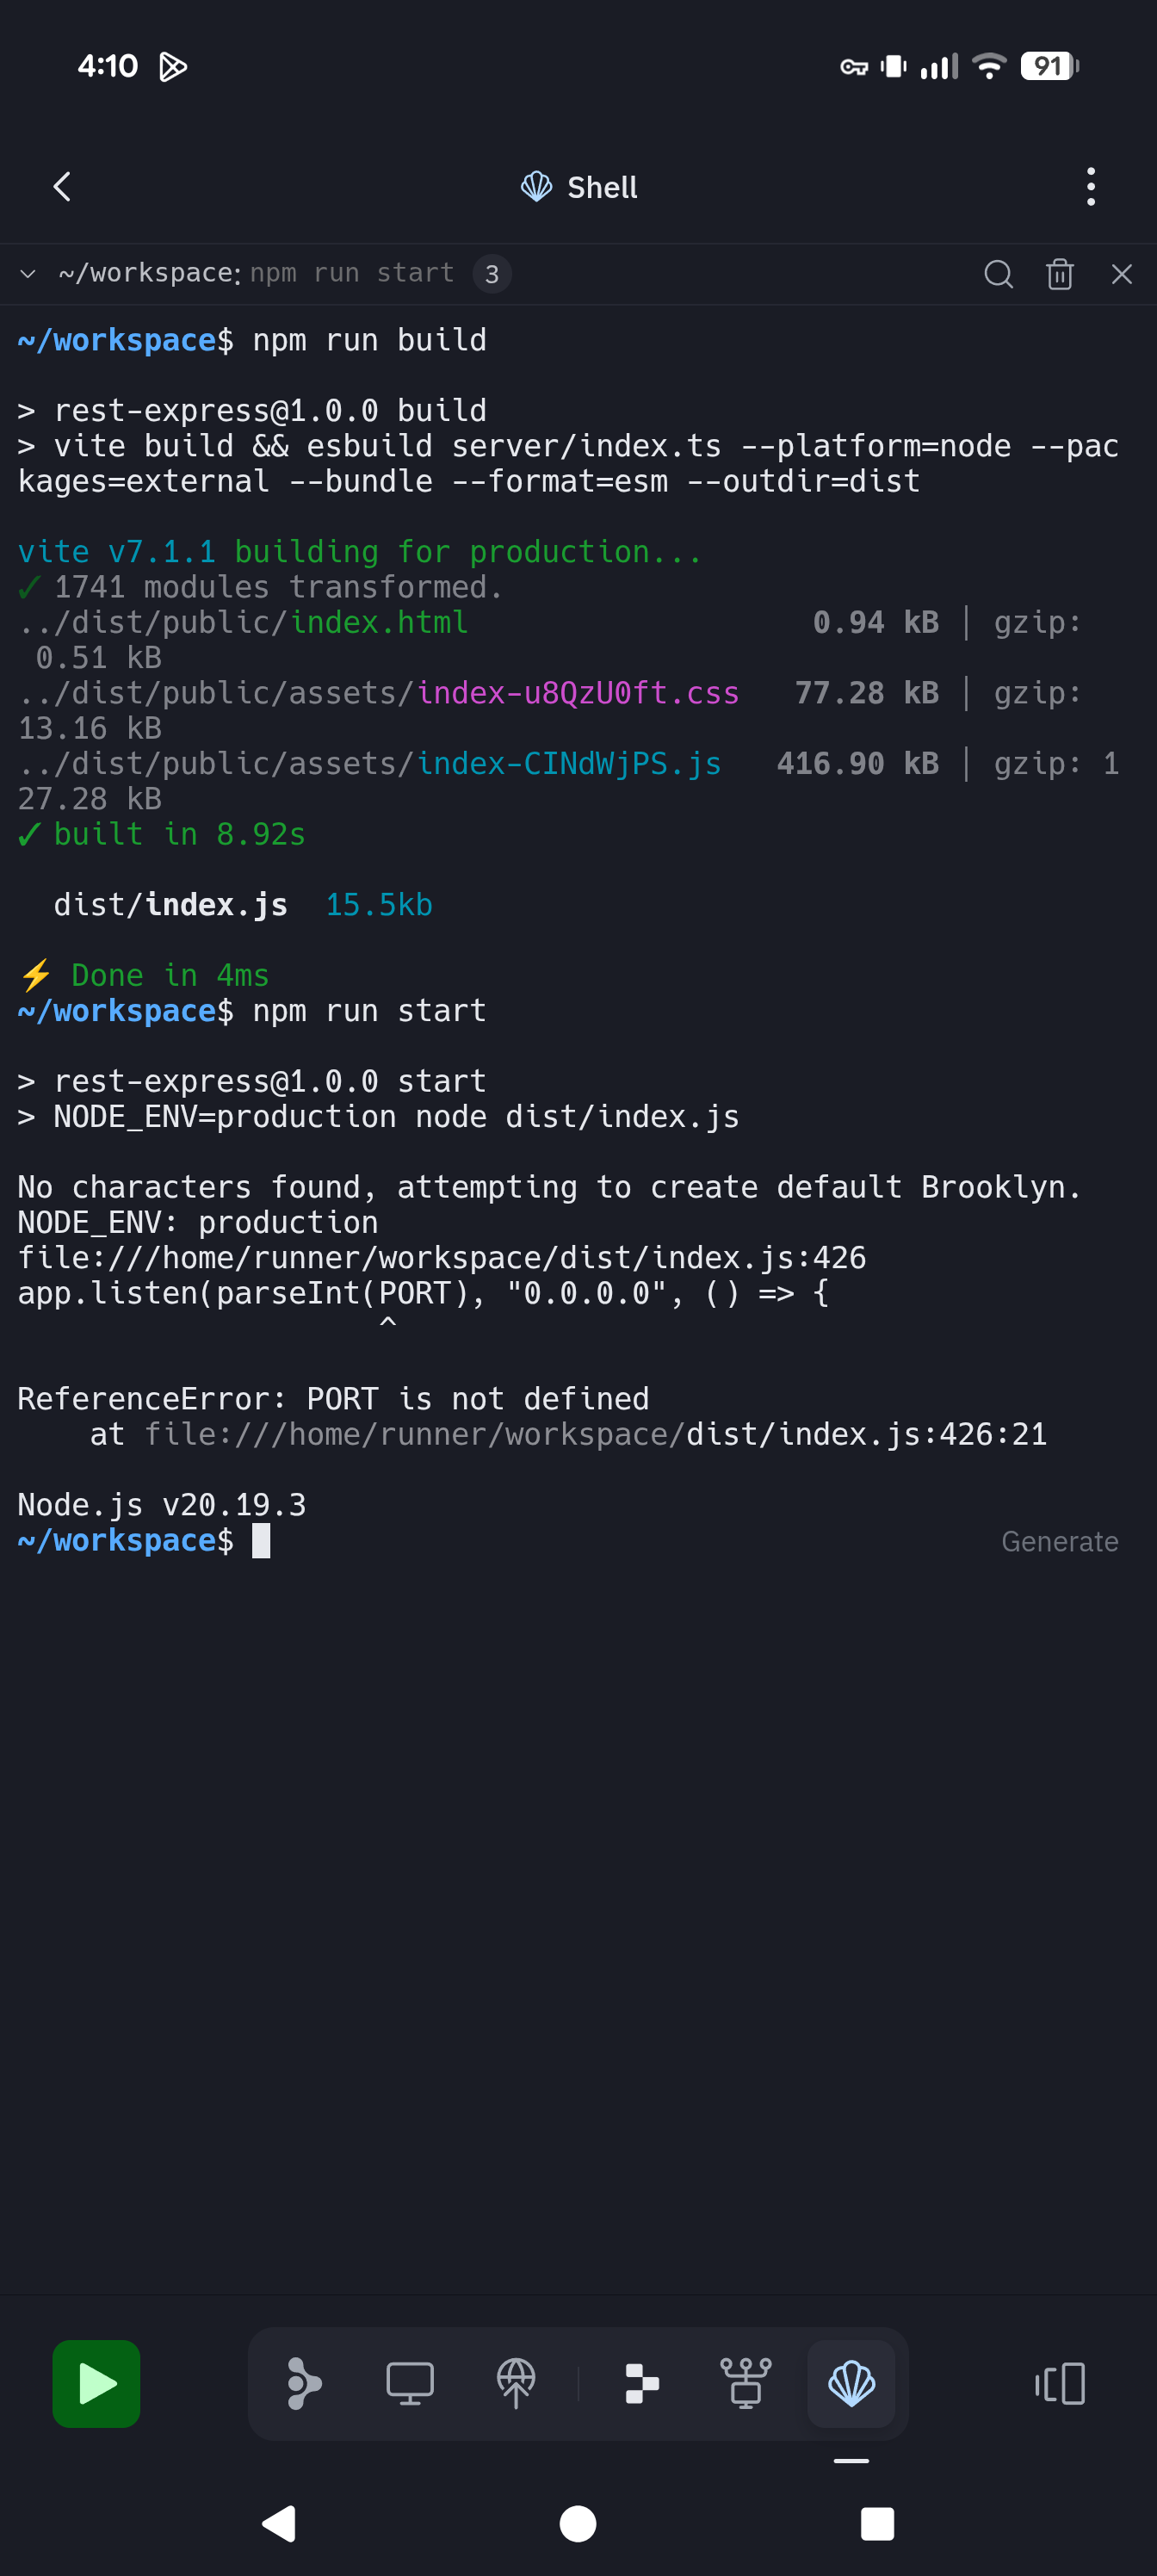 4:10
91
Shell
~/workspace: npm run start 3
~/workspace$ npm run build
> rest-express@1.0.0 build
> vite build && esbuild server/index.ts --platform=node --pac
kages=external --bundle --format=esm --outdir=dist
vite v7.1.1 building for production...
✓ 1741 modules transformed.
../dist/public/index.html                   0.94 kB │ gzip:
 0.51 kB
../dist/public/assets/index-u8QzU0ft.css   77.28 kB │ gzip:
13.16 kB
../dist/public/assets/index-CINdWjPS.js   416.90 kB │ gzip: 1
27.28 kB
✓ built in 8.92s
  dist/index.js  15.5kb
⚡ Done in 4ms
~/workspace$ npm run start
> rest-express@1.0.0 start
> NODE_ENV=production node dist/index.js
No characters found, attempting to create default Brooklyn.
NODE_ENV: production
file:///home/runner/workspace/dist/index.js:426
app.listen(parseInt(PORT), "0.0.0.0", () => {
                    ^
ReferenceError: PORT is not defined
    at file:///home/runner/workspace/dist/index.js:426:21
Node.js v20.19.3
~/workspace$
Generate